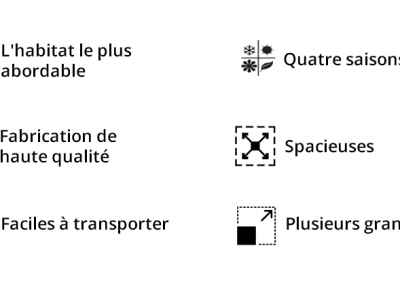 L'habitat le plus
abordable
Quatre saisons
Fabrication de
haute qualité
Spacieuses
Faciles à transporter
Plusieurs gran